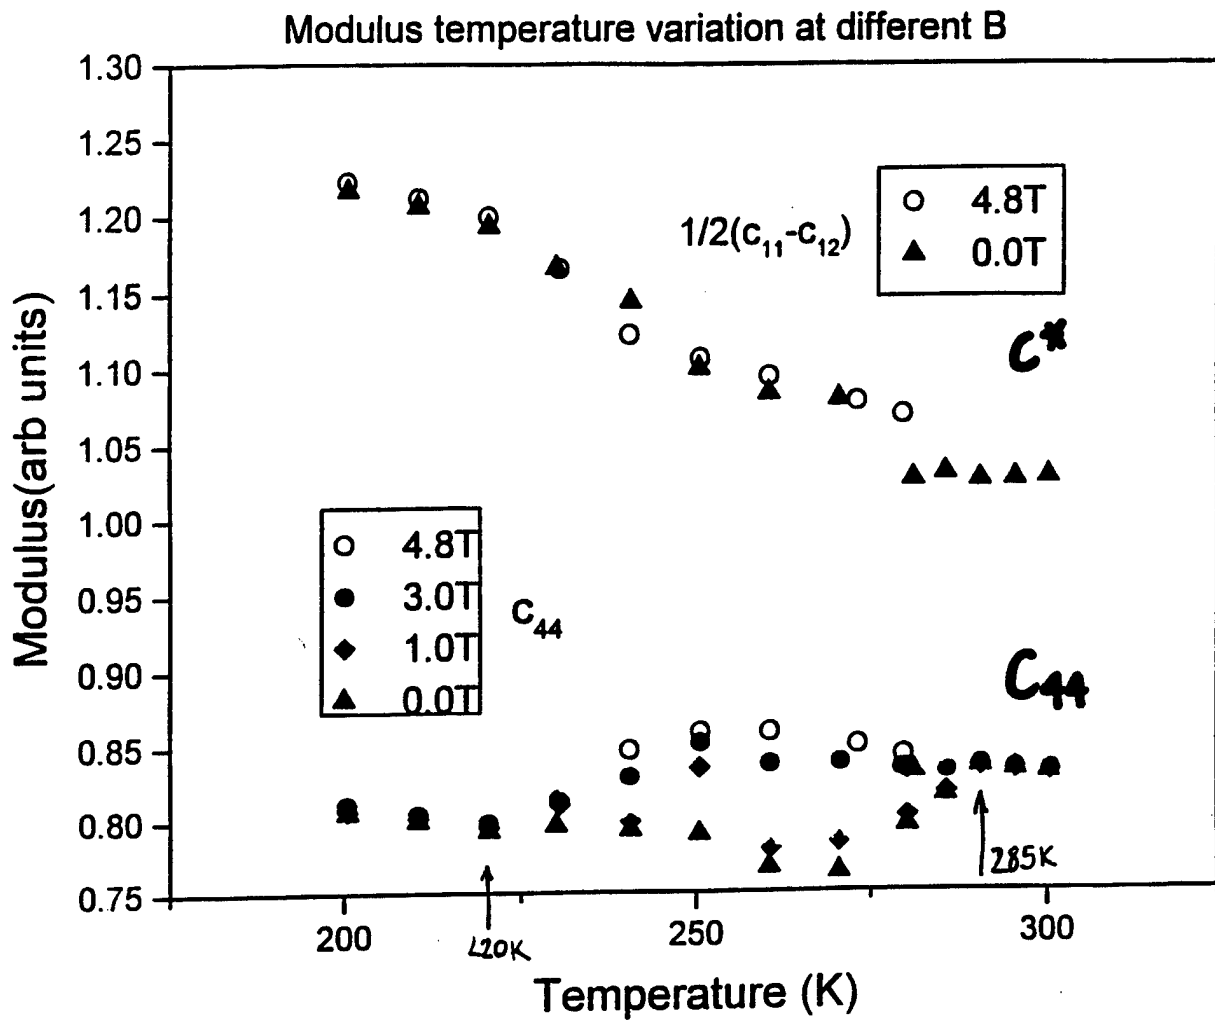 Modulus temperature variation at different B
1.30
1.25
1.20
1.15
1.10
1.05
1.00
0.95
0.90
0.85
0.80
0.75
Modulus(arb units)
1/2(c11-c12)
4.8T
0.0T
C*
4.8T
3.0T
1.0T
0.0T
C44
C44
220K
285K
200
250
300
Temperature (K)